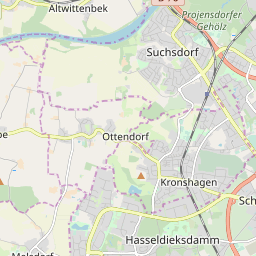 Altwittenbek
Projensdorfer
Gehölz
Suchsdorf
Ottendorf
Kronshagen
Hasseldieksdamm